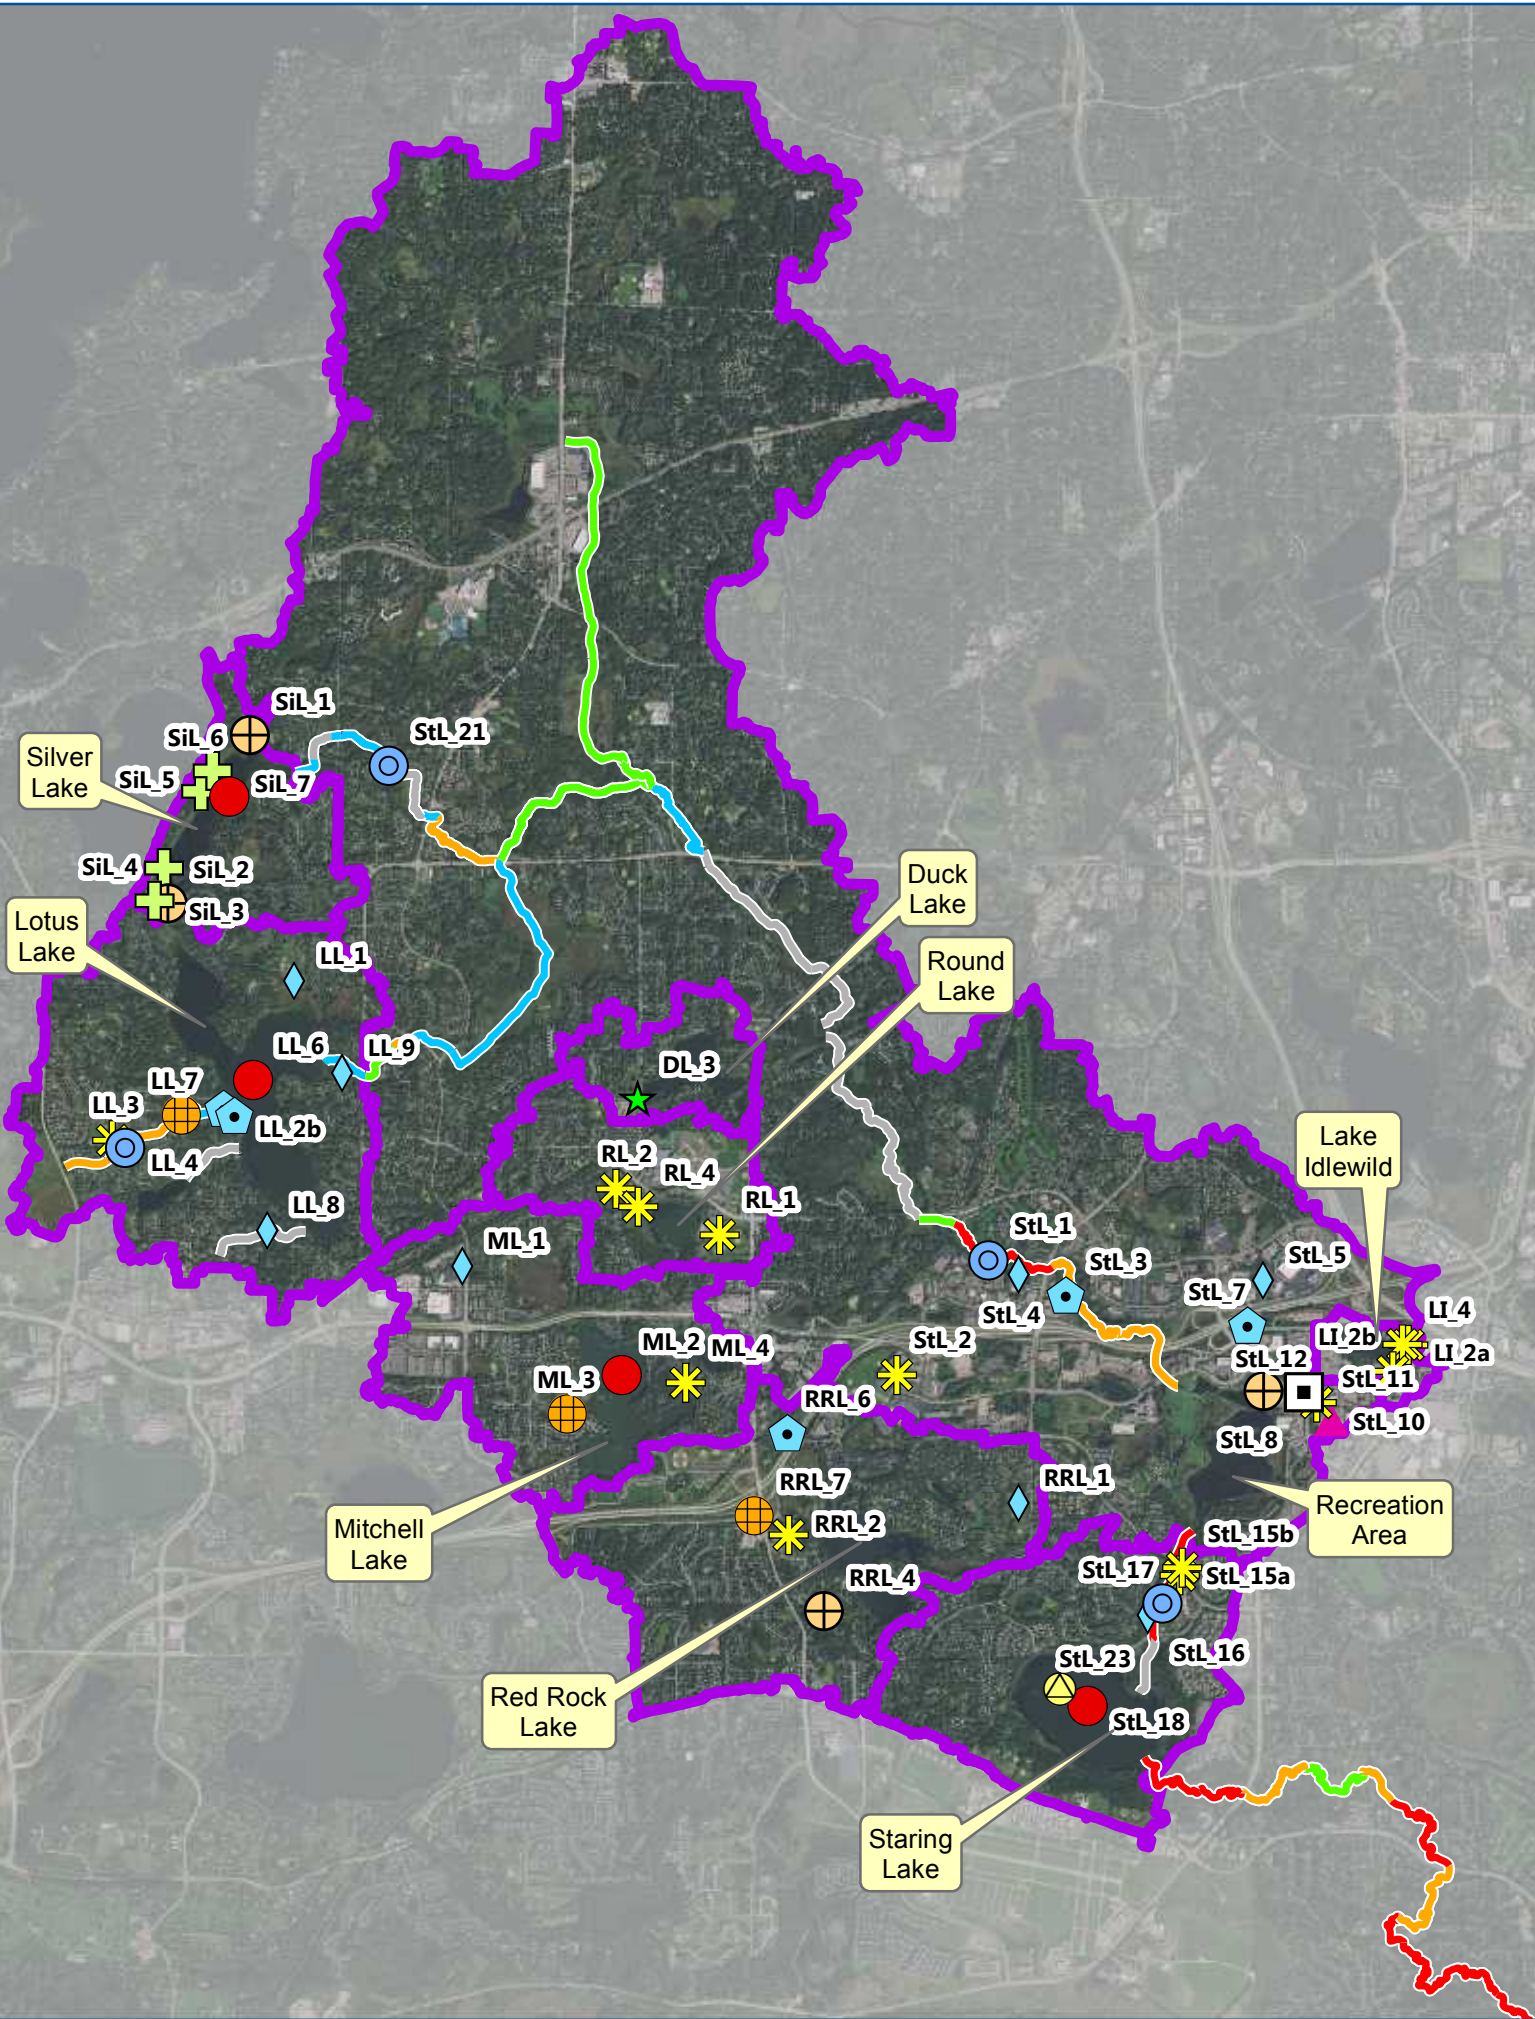 SiL_1
StL_21
SiL_6
Silver
Lake
SiL_5
SiL_7
SiL_4
SiL_2
SiL_3
Duck
Lake
Lotus
Lake
LL_1
Round
Lake
LL_6
LL_9
DL_3
LL_7
LL_3
LL_2b
LL_4
RL_2
RL_4
RL_1
Lake
Idlewild
LL_8
ML_1
StL_1
StL_3
StL_5
StL_7
StL_4
LI_4
LI_2b
LI_2a
ML_2
ML_4
StL_2
StL_12
StL_11
ML_3
RRL_6
StL_10
StL_8
RRL_7
RRL_1
Mitchell
Lake
RRL_2
Recreation
Area
StL_15b
StL_17
StL_15a
RRL_4
StL_23
StL_16
Red Rock
Lake
StL_18
Staring
Lake